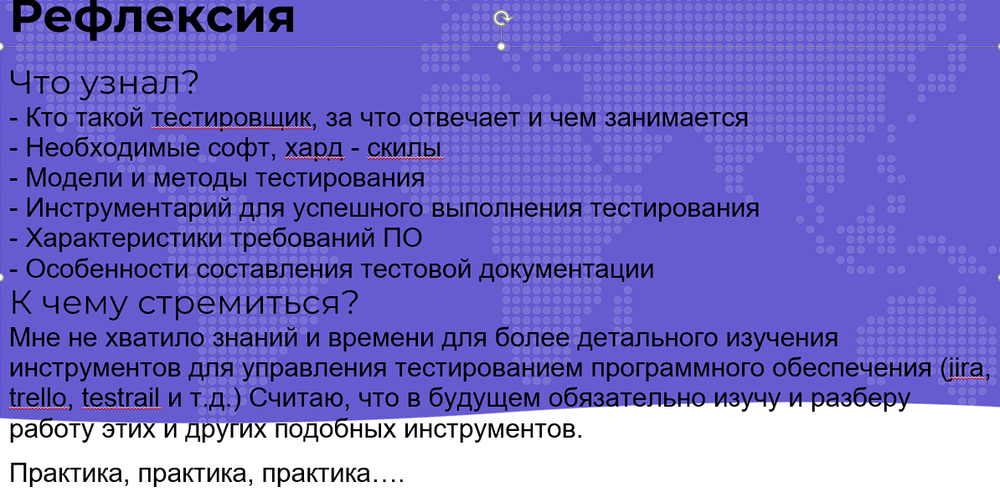 Рефлексия
Что узнал?
- Кто такой тестировщик, за что отвечает и чем занимается
- Необходимые софт, хард - скилы
- Модели и методы тестирования
- Инструментарий для успешного выполнения тестирования
- Характеристики требований ПО
- Особенности составления тестовой документации
К чему стремиться?
Мне не хватило знаний и времени для более детального изучения
инструментов для управления тестированием программного обеспечения (jira,
trello, testrail и т.д.) Считаю, что в будущем обязательно изучу и разберу
работу этих и других подобных инструментов.
Практика, практика, практика….